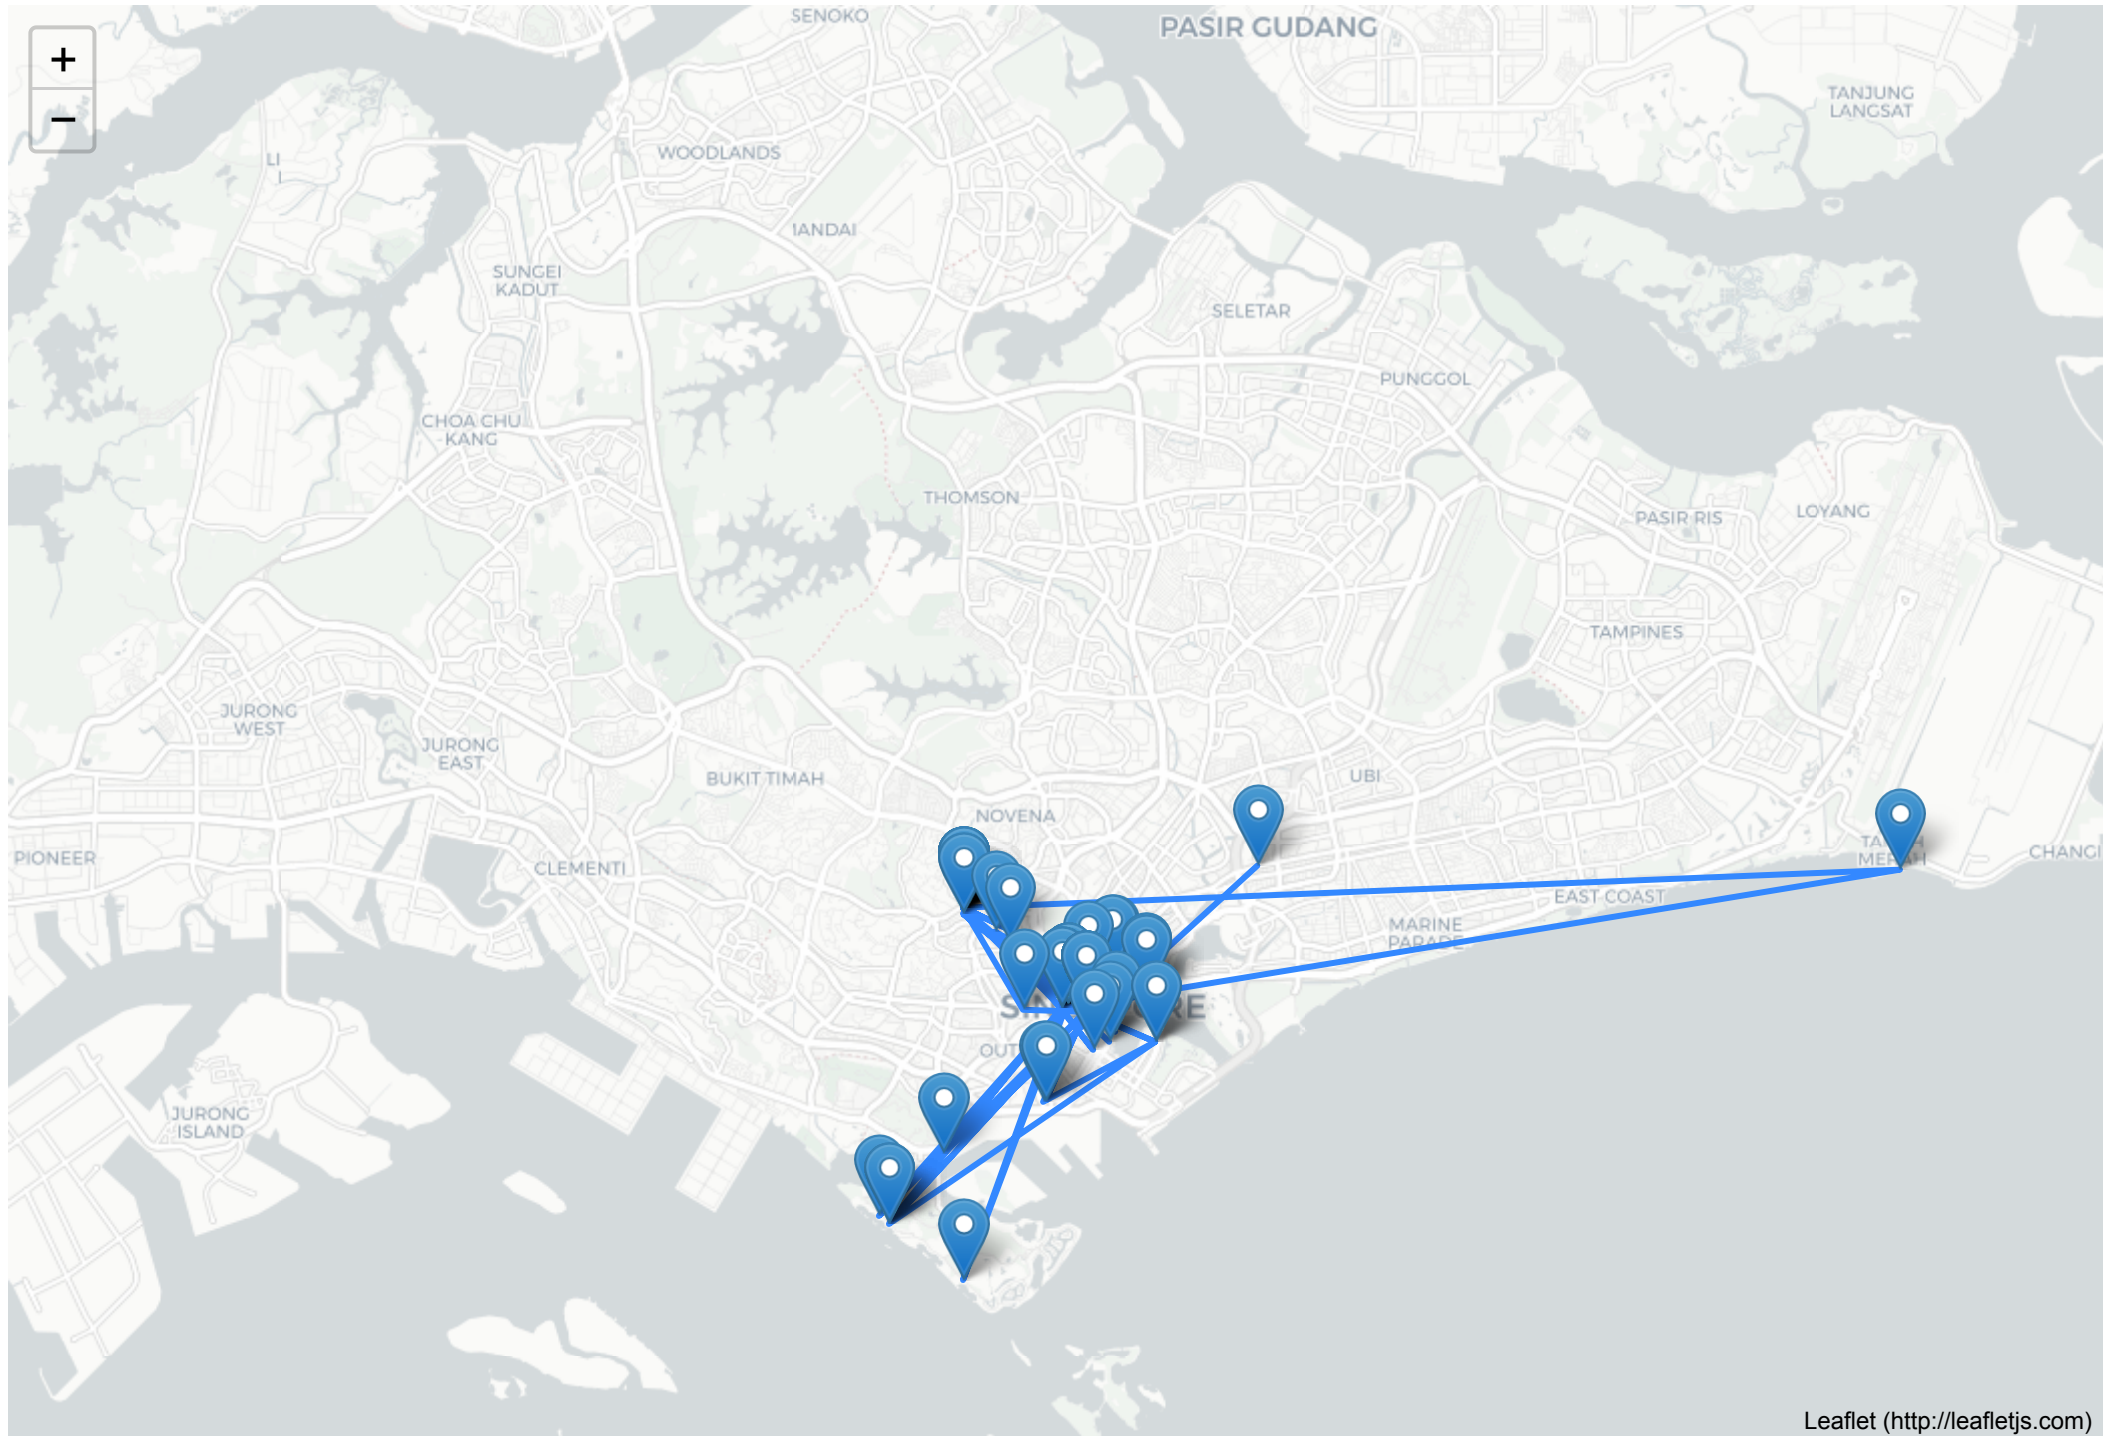 SENOKO
PASIR GUDANG
+
−
TANJUNG
LANGSAT
WOODLANDS
LI
I
IANDAI
SUNGEI
KADUT
SELETAR
PUNGGOL
CHOA CHU
KANG
THOMSON
PASIR RIS
LOYANG
TAMPINES
JURONG
WEST
JURONG
EAST
BUKIT TIMAH
UBI
NOVENA
PIONEER
CLEMENTI
CHANGI
EAST COAST
MARINE
PARADE
JURONG
ISLAND
Leaflet (http://leafletjs.com)